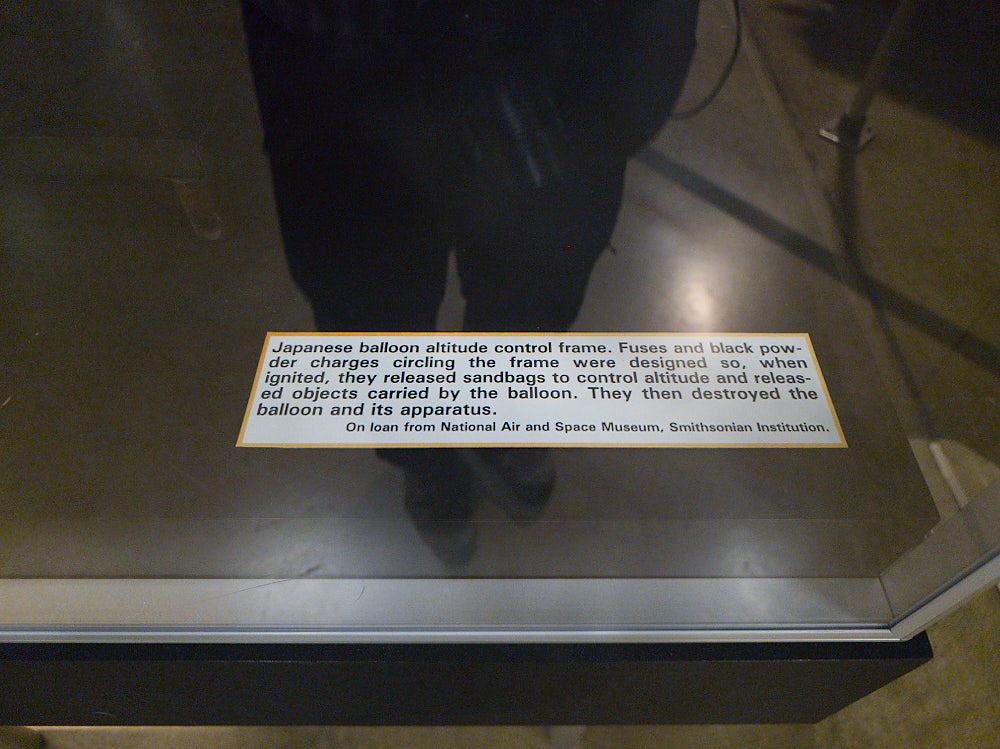 Japanese balloon altitude control frame. Fuses and black pow-
der charges circling the frame were designed so, when
ignited, they released sandbags to control altitude and releas-
ed objects carried by the balloon. They then destroyed the
balloon and its apparatus.
On loan from National Air and Space Museum, Smithsonian Institution.